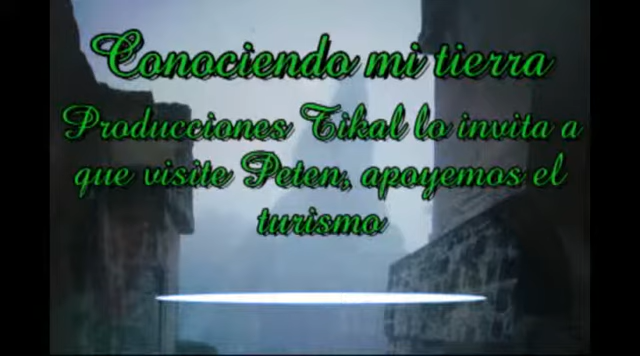 Conociendo mi tierra
Producciones Tikal lo invita a
que visite Peten, apoyemos el
turismo